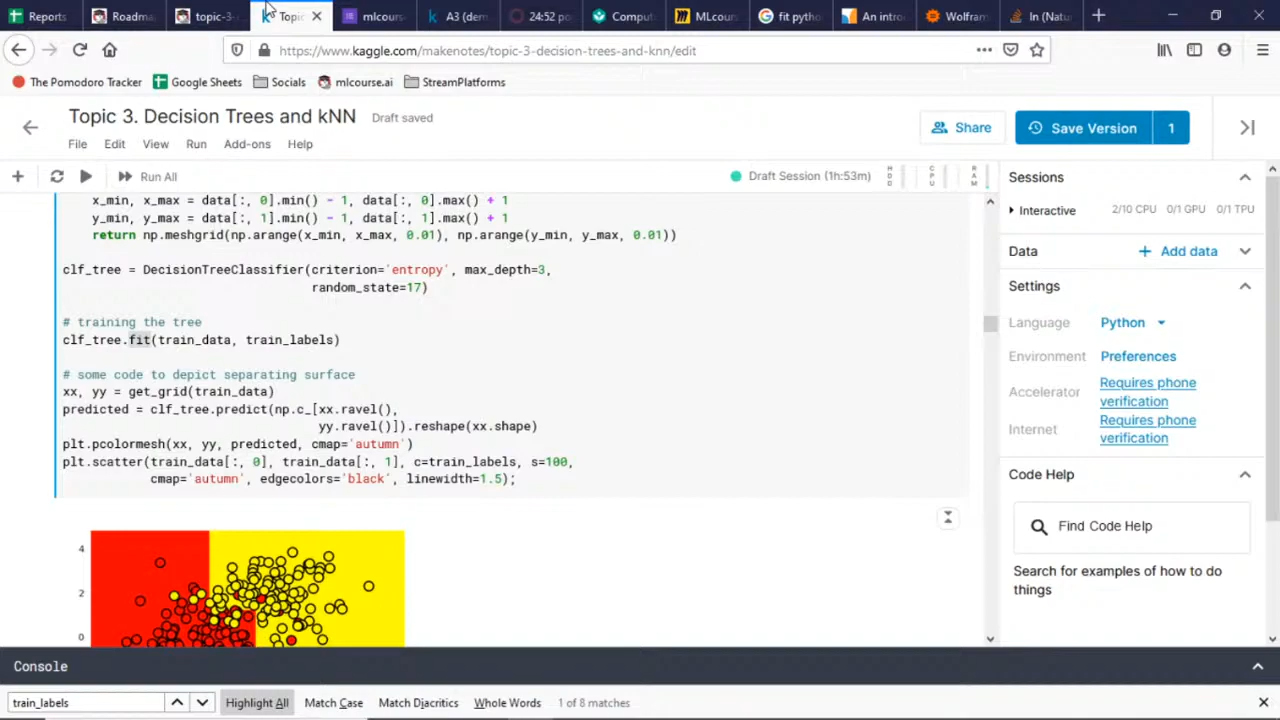 Reports
Roadma
topic-3-
Topic
mlcours
A3 (dem
24:52 po
Comput
MLcours
fit pytho
An intro
Wolfram
In (Natu
https://www.kaggle.com/makenotes/topic-3-decision-trees-and-knn/edit
The Pomodoro Tracker
Google Sheets
Socials
mlcourse.ai
StreamPlatforms
Topic 3. Decision Trees and kNN
Draft saved
Share
Save Version
1
File Edit View Run Add-ons Help
Run All
Draft Session (1h:53m)
HDD
CPU
RAM
x_min, x_max = data[:, 0].min() - 1, data[:, 0].max() + 1
y_min, y_max = data[:, 1].min() - 1, data[:, 1].max() + 1
return np.meshgrid(np.arange(x_min, x_max, 0.01), np.arange(y_min, y_max, 0.01))
clf_tree = DecisionTreeClassifier(criterion='entropy', max_depth=3,
random_state=17)
# training the tree
clf_tree.fit(train_data, train_labels)
# some code to depict separating surface
xx, yy = get_grid(train_data)
predicted = clf_tree.predict(np.c_[xx.ravel(),
yy.ravel()]).reshape(xx.shape)
plt.pcolormesh(xx, yy, predicted, cmap='autumn')
plt.scatter(train_data[:, 0], train_data[:, 1], c=train_labels, s=100,
cmap='autumn', edgecolors='black', linewidth=1.5);
4
2
0
Sessions
Interactive
2/10 CPU 0/1 GPU 0/1 TPU
Data
+ Add data
Settings
Language
Python
Environment
Preferences
Accelerator
Requires phone
verification
Internet
Requires phone
verification
Code Help
Find Code Help
Search for examples of how to do
things
Console
train_labels
Highlight All
Match Case
Match Diacritics
Whole Words
1 of 8 matches